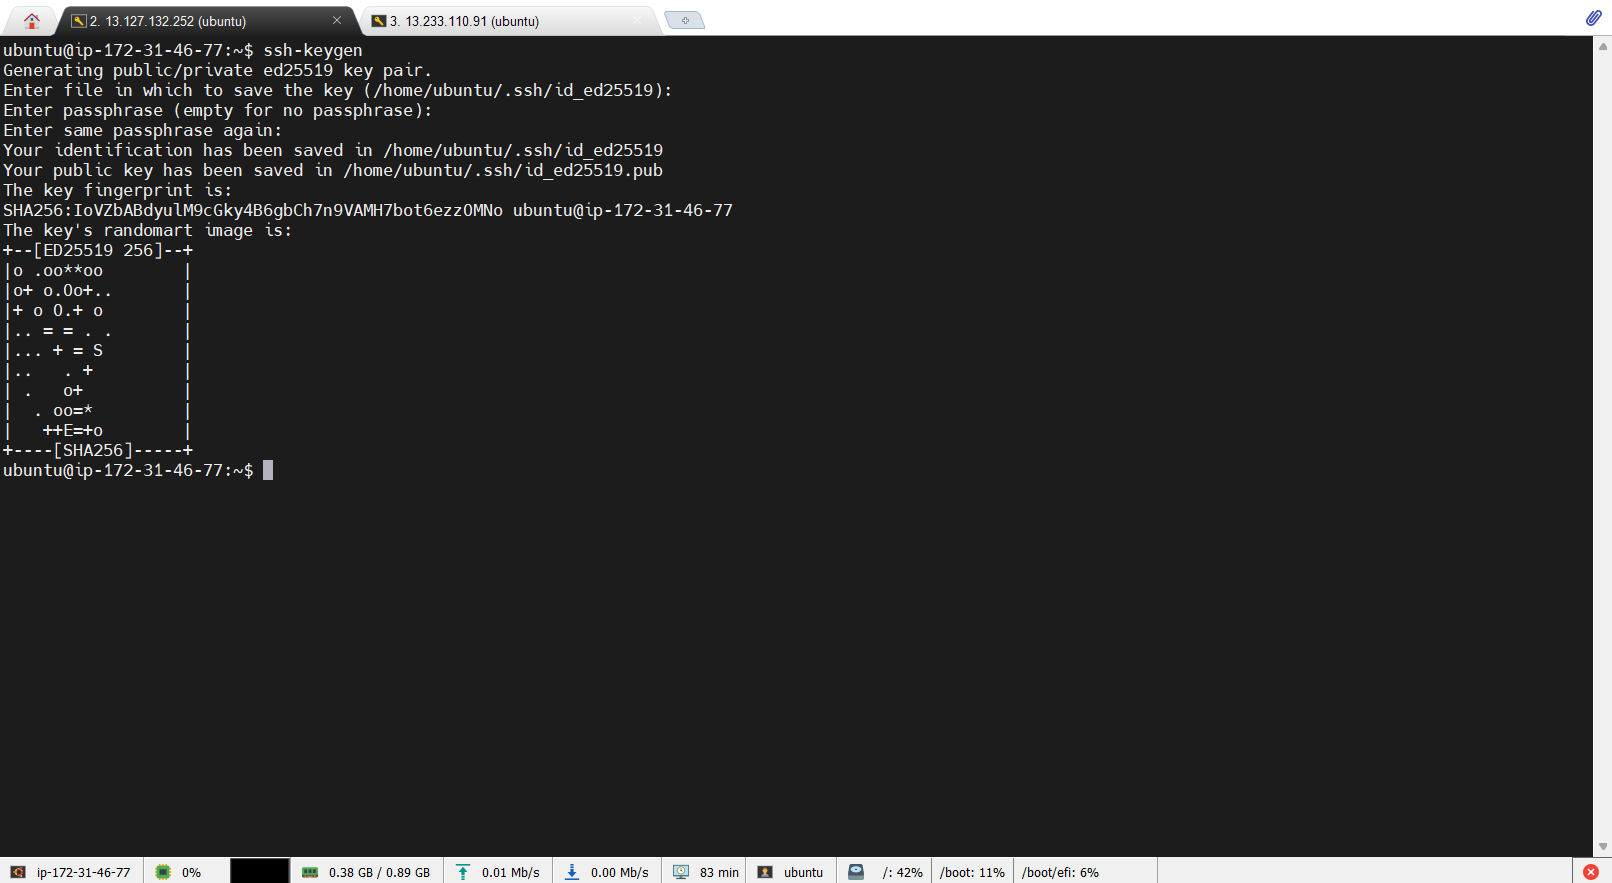 2. 13.127.132.252 (ubuntu)
3. 13.233.110.91 (ubuntu)
ubuntu@ip-172-31-46-77:~$ ssh-keygen
Generating public/private ed25519 key pair.
Enter file in which to save the key (/home/ubuntu/.ssh/id_ed25519):
Enter passphrase (empty for no passphrase):
Enter same passphrase again:
Your identification has been saved in /home/ubuntu/.ssh/id_ed25519
Your public key has been saved in /home/ubuntu/.ssh/id_ed25519.pub
The key fingerprint is:
SHA256:IoVZbABdyulM9cGky4B6gbCh7n9VAMH7bot6ezzOMNo ubuntu@ip-172-31-46-77
The key's randomart image is:
+--[ED25519 256]--+
|o .oo**oo        |
|o+ o.Oo+..       |
|+ o O.+ o        |
|.. = = . .       |
|... + = S        |
|..   . +         |
| .   o+          |
|  . oo=*         |
|   ++E=+o        |
+----[SHA256]-----+
ubuntu@ip-172-31-46-77:~$
ip-172-31-46-77 0% 0.38 GB / 0.89 GB 0.01 Mb/s 0.00 Mb/s 83 min ubuntu /: 42% /boot: 11% /boot/efi: 6%